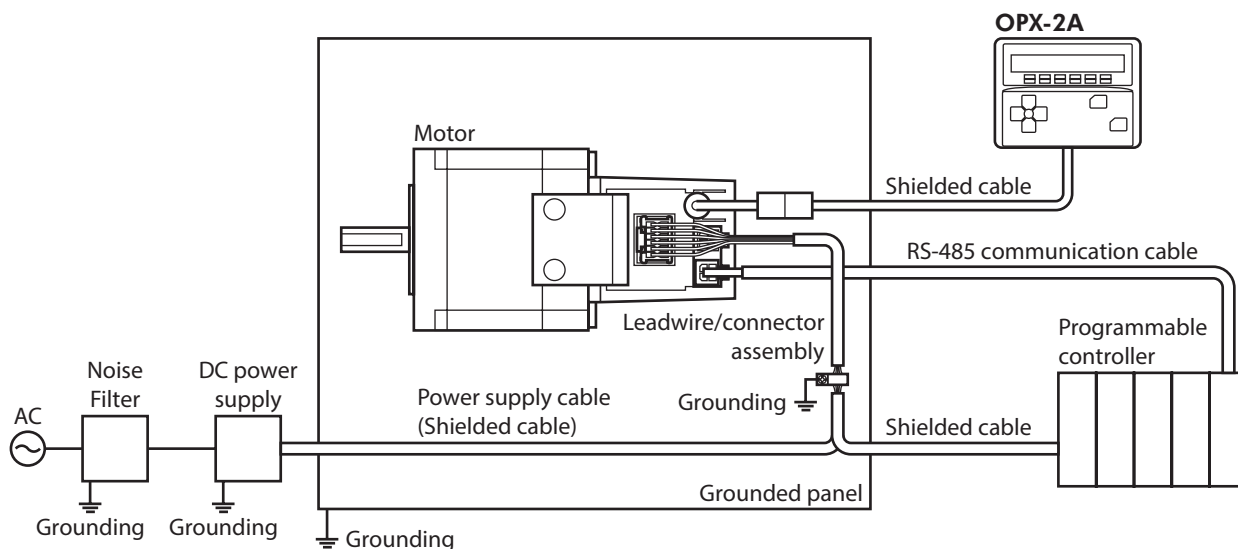 OPX-2A
Motor
Shielded cable
RS-485 communication cable
Leadwire/connector
assembly
Programmable
controller
Noise
Filter
DC power
supply
AC
Power supply cable
(Shielded cable)
Grounding
Shielded cable
Grounded panel
Grounding
Grounding
Grounding